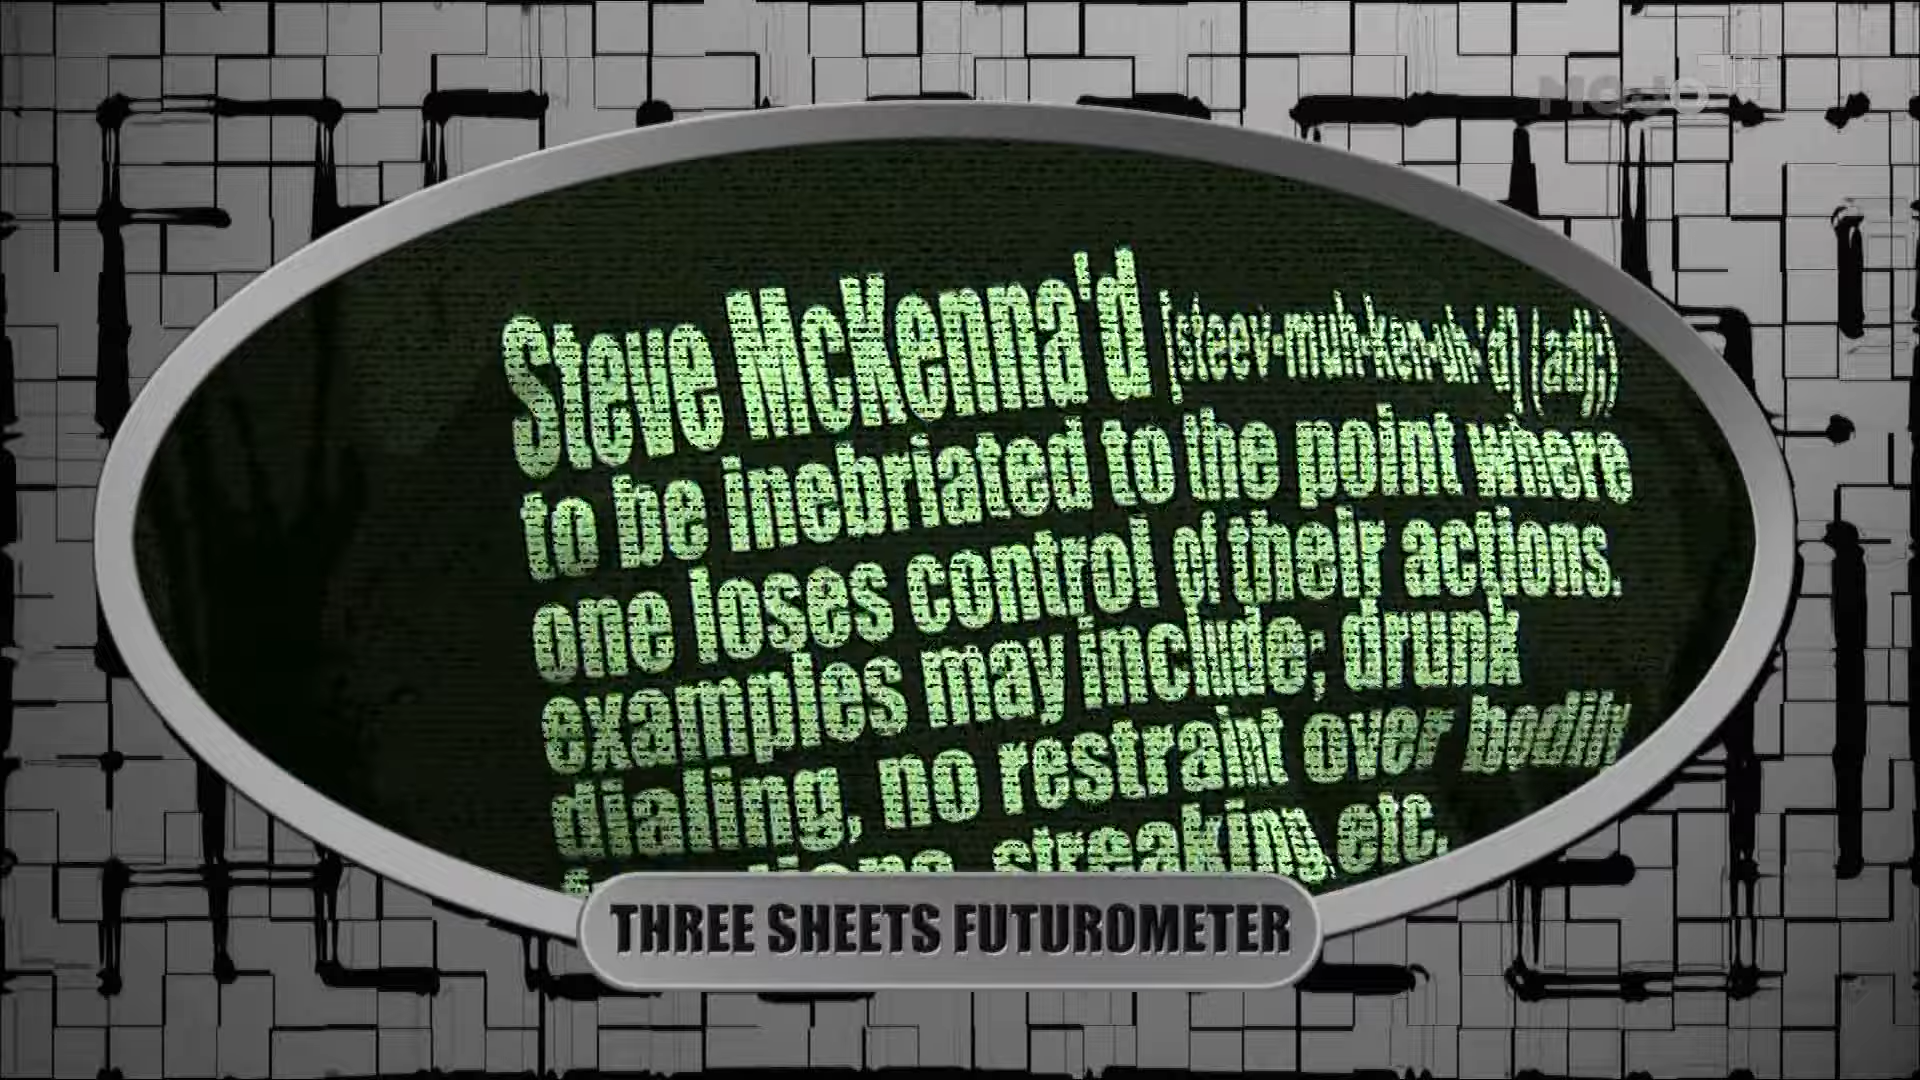 MOJO
Steve McKenna'd [steev-muh-ken-uh-'d] (adj;)
to be inebriated to the point where
one loses control of their actions.
examples may include; drunk
dialing, no restraint over bodily
streaking, etc.
THREE SHEETS FUTUROMETER